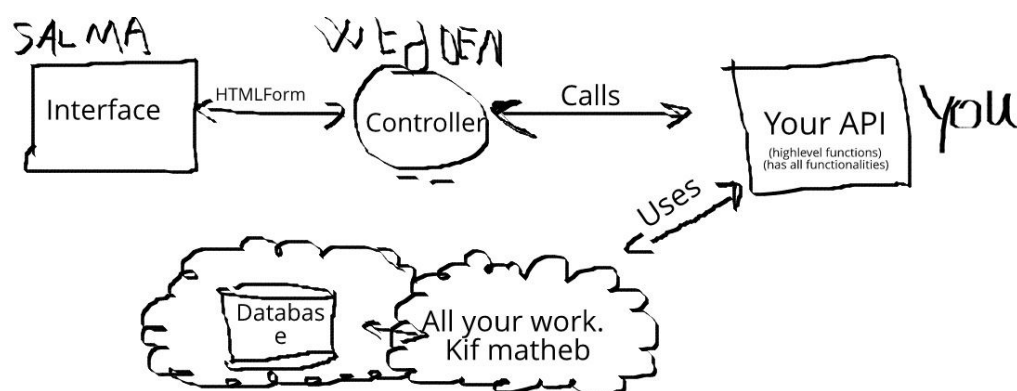 SALMA
WEdDEN
Interface
HTMLForm
Controller
Calls
Your API
(highlevel functions)
(has all functionalities)
YOU
Uses
Databas
e
All your work.
Kif matheb